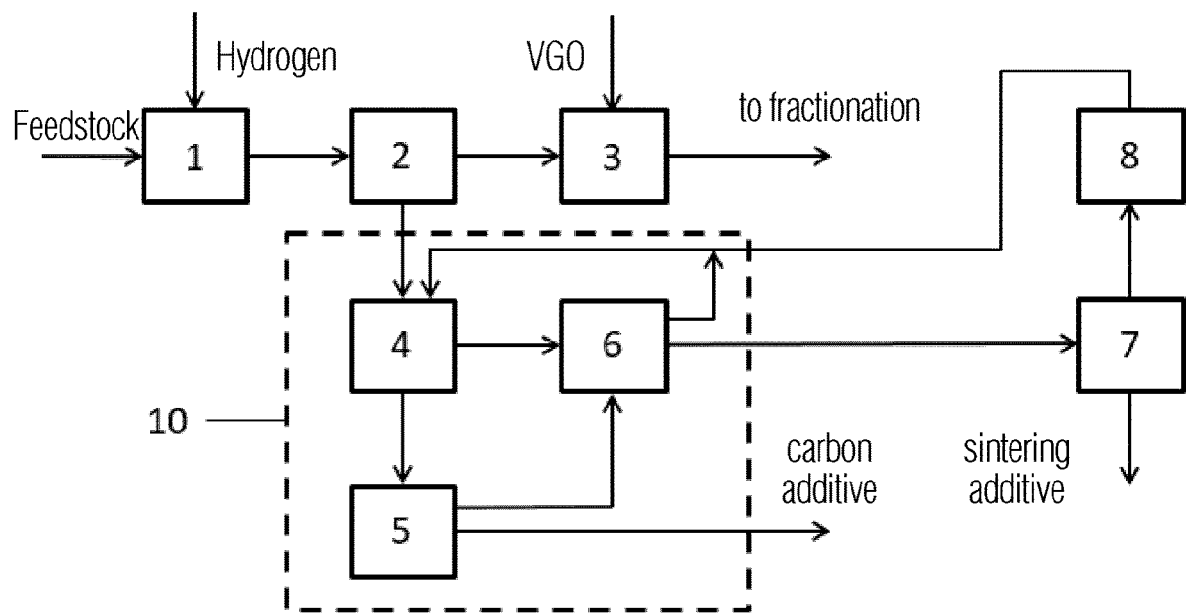 Hydrogen
VGO
Feedstock
to fractionation
1
2
3
8
4
6
7
10
carbon
additive
sintering
additive
5